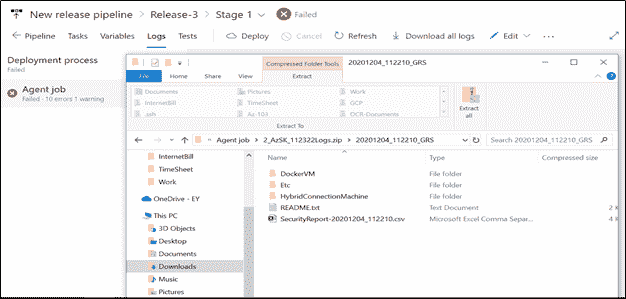 New release pipeline > Release-3 > Stage 1 Failed
Pipeline Tasks Variables Logs Tests Deploy Cancel Refresh Download all logs Edit
Deployment process
Failed
Agent job
Failed · 10 errors 1 warning
Compressed Folder Tools 20201204_112210_GRS
File Home Share View Extract
Documents Pictures Work
InternetBill TimeSheet GCP
Az-103 DCR-Documents
Extract all
Extract To
Agent job > 2_AzSK_112322Logs.zip > 20201204_112210_GRS Search 20201204_112210_GRS
InternetBill
TimeSheet
Work
OneDrive - EY
This PC
3D Objects
Desktop
Documents
Downloads
Music
Pictures
Name Type Compressed size
DockerVM File folder
Etc File folder
HybridConnectionMachine File folder
README.txt Text Document 2 K
SecurityReport-20201204_112210.csv Microsoft Excel Comma Separ... 4 K